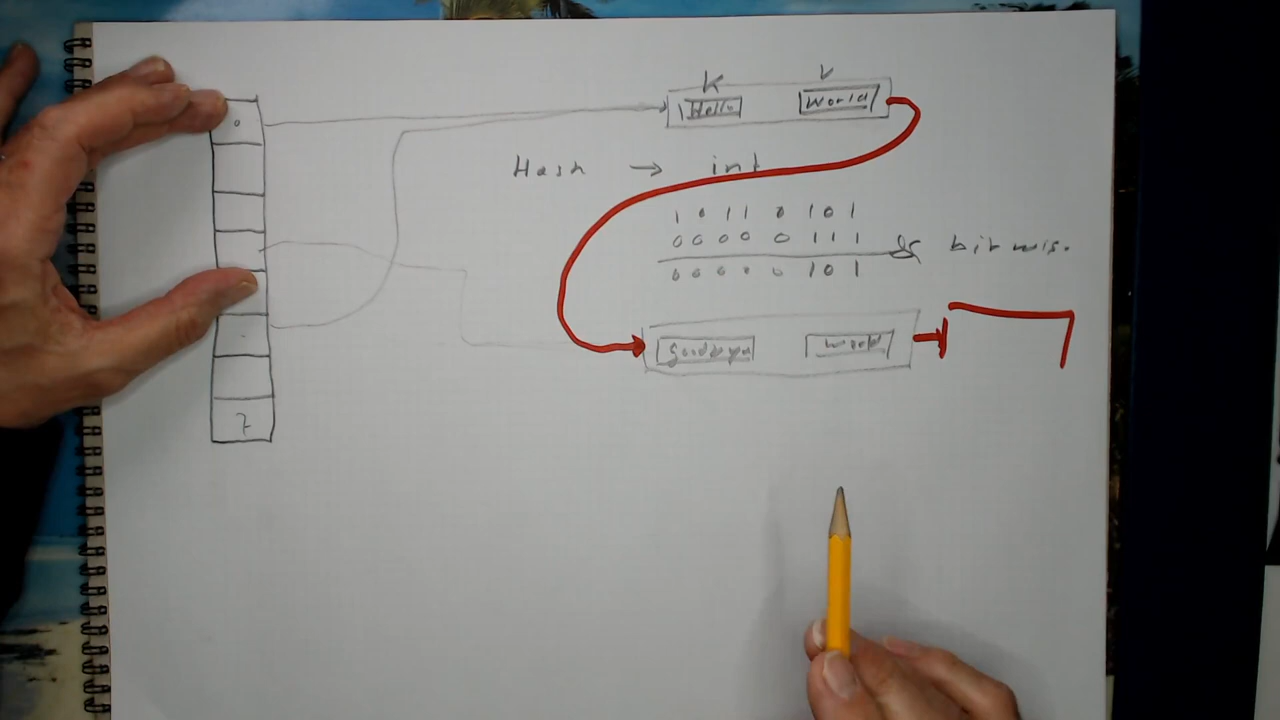 K V
0 Hello World
Hash → int
1 0 1 1 0 1 0 1
0 0 0 0 0 1 1 1 & bitwis.
0 0 0 0 0 1 0 1
Goodbye World
7